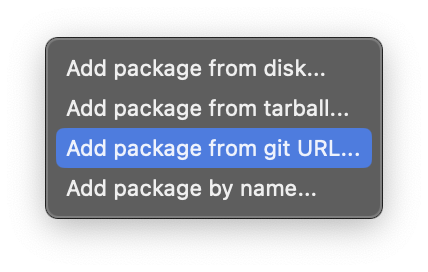 Add package from disk...
Add package from tarball...
Add package from git URL...
Add package by name...